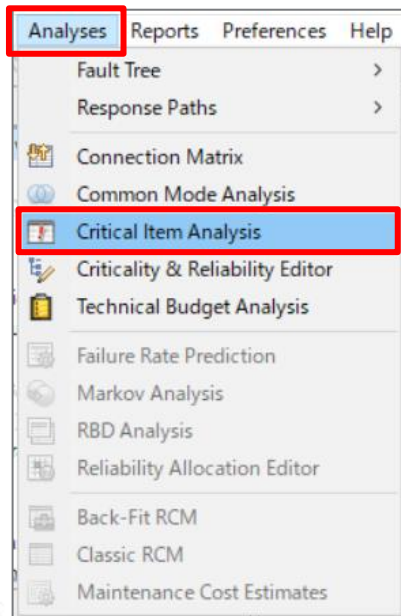 Analyses Reports Preferences Help
Fault Tree >
Response Paths >
Connection Matrix
Common Mode Analysis
Critical Item Analysis
Criticality & Reliability Editor
Technical Budget Analysis
Failure Rate Prediction
Markov Analysis
RBD Analysis
Reliability Allocation Editor
Back-Fit RCM
Classic RCM
Maintenance Cost Estimates